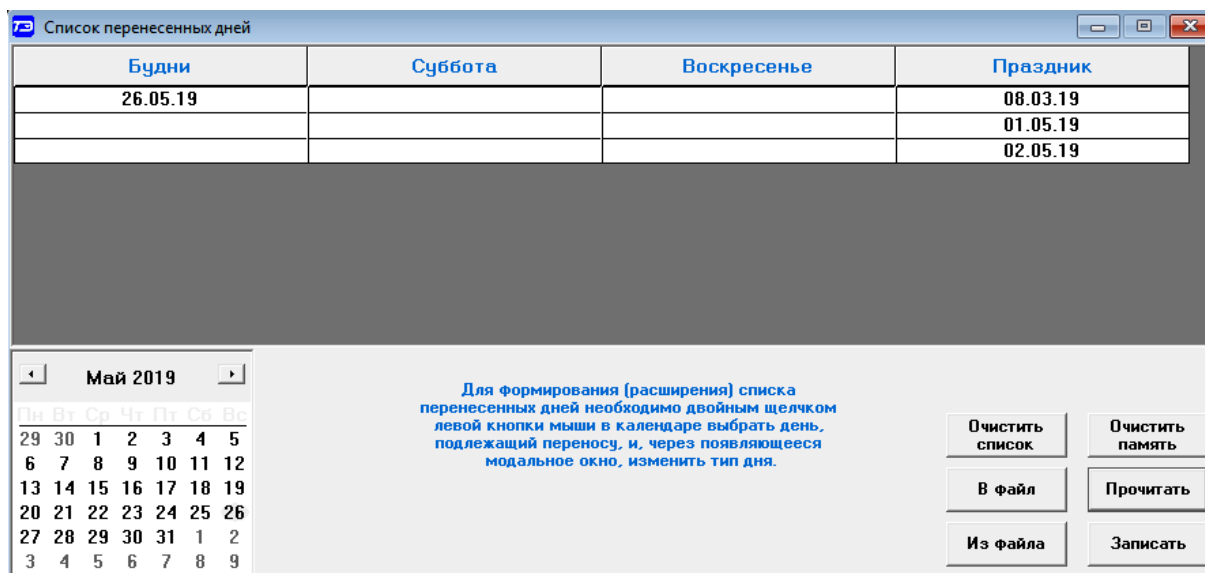 ТЭ Список перенесенных дней
Будни Суббота Воскресенье Праздник
26.05.19 08.03.19
01.05.19
02.05.19
Май 2019
Пн Вт Ср Чт Пт Сб Вс
29 30 1 2 3 4 5
6 7 8 9 10 11 12
13 14 15 16 17 18 19
20 21 22 23 24 25 26
27 28 29 30 31 1 2
3 4 5 6 7 8 9
Для формирования (расширения) списка
перенесенных дней необходимо двойным щелчком
левой кнопки мыши в календаре выбрать день,
подлежащий переносу, и, через появляющееся
модальное окно, изменить тип дня.
Очистить
список
Очистить
память
В файл
Прочитать
Из файла
Записать